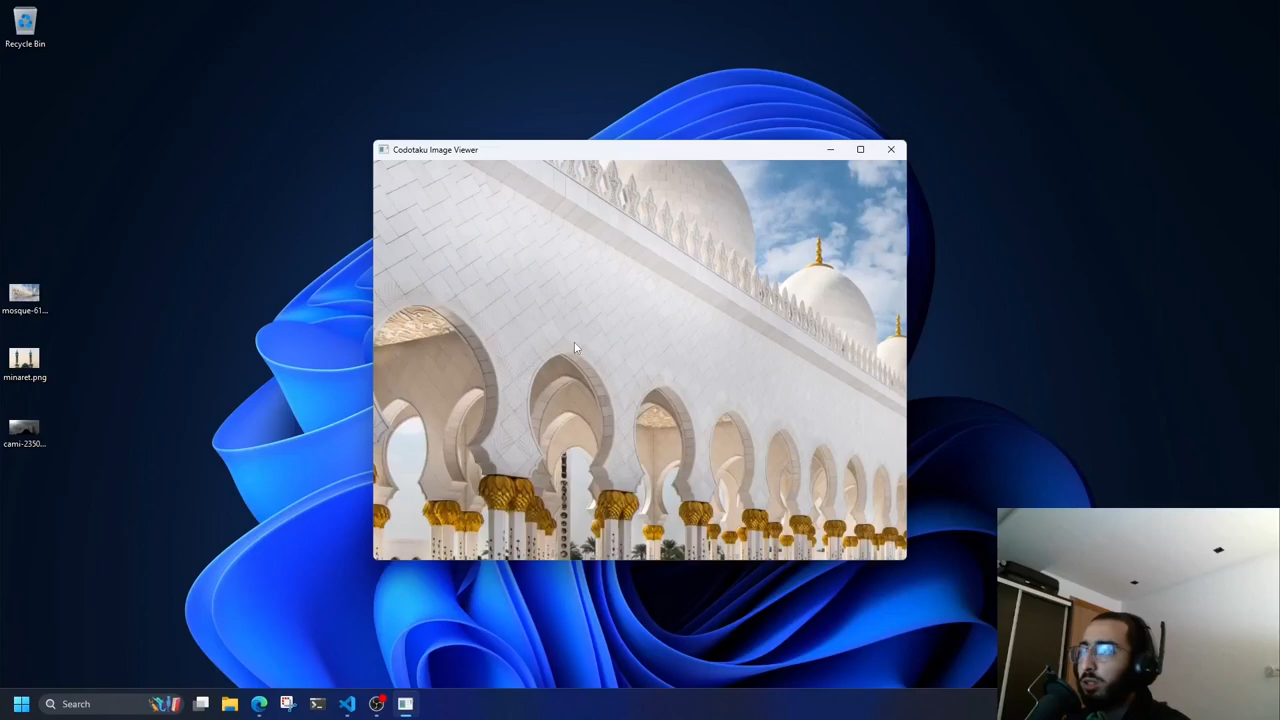 Recycle Bin
Codotaku Image Viewer
mosque-61...
minaret.png
cami-2350...
Search